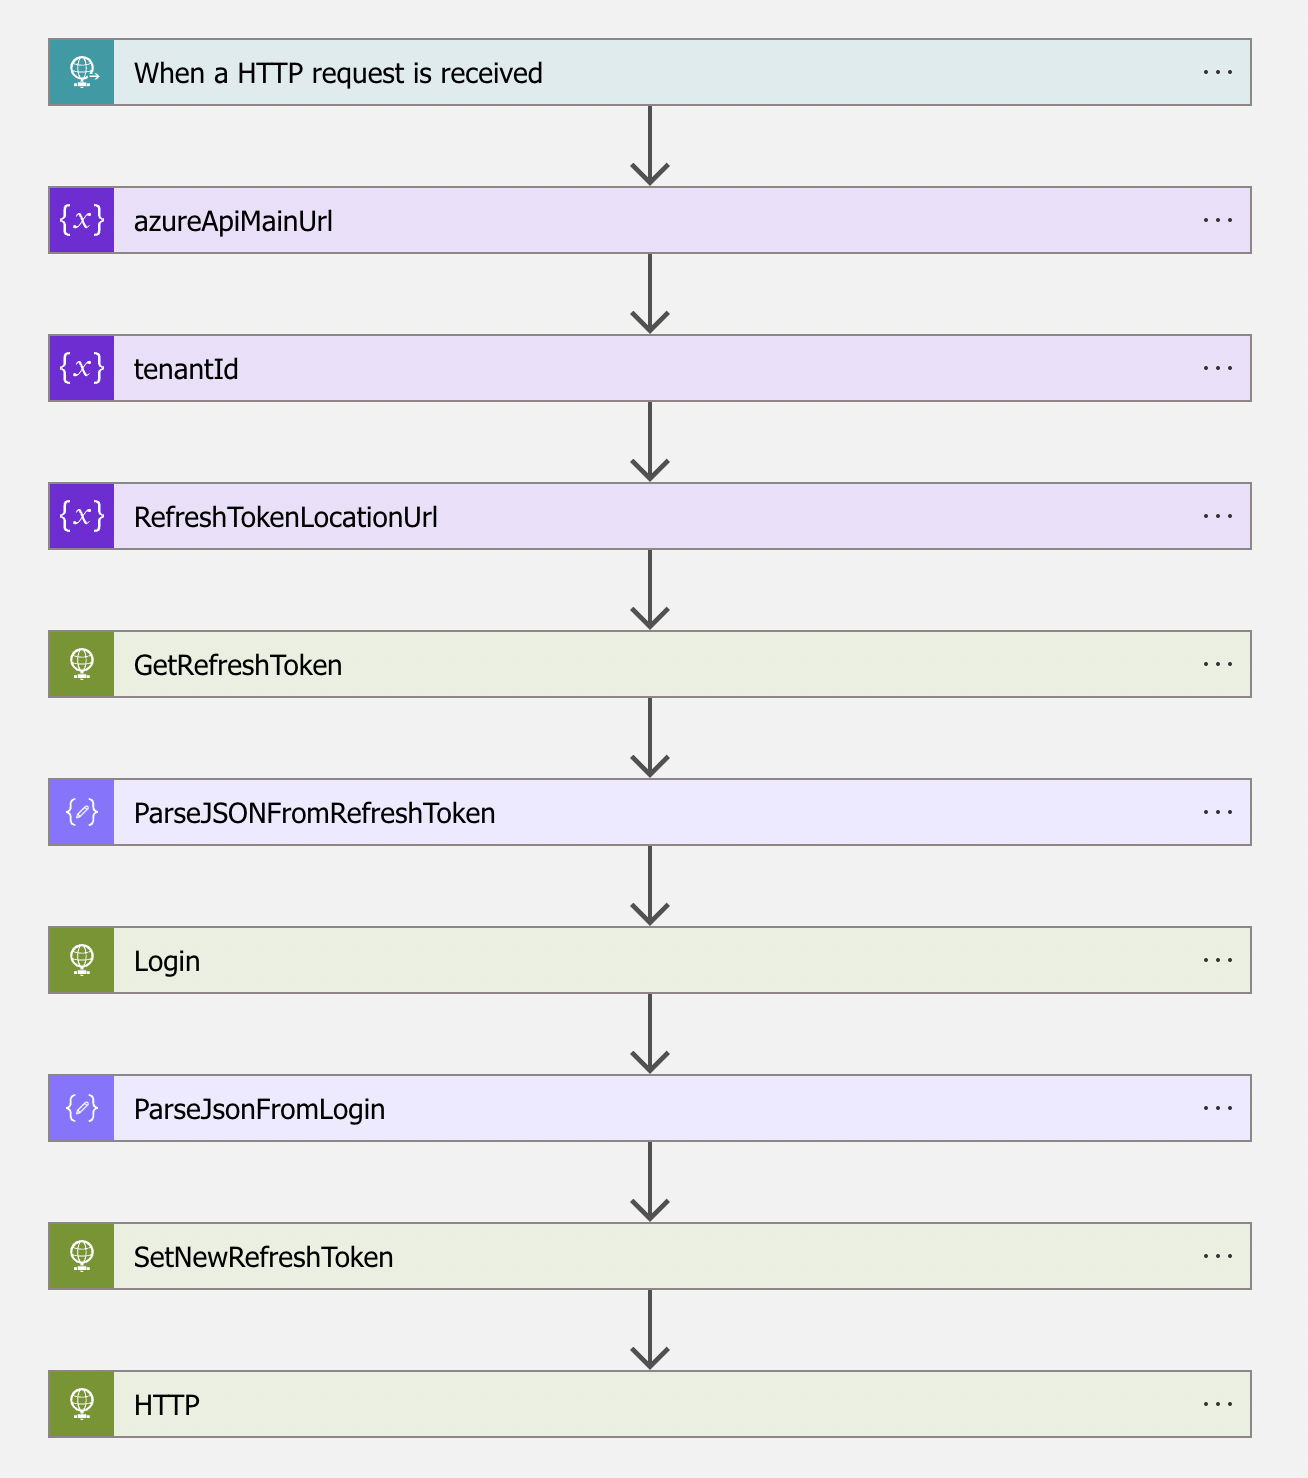 When a HTTP request is received
{x} azureApiMainUrl
{x} tenantId
{x} RefreshTokenLocationUrl
GetRefreshToken
ParseJSONFromRefreshToken
Login
ParseJsonFromLogin
SetNewRefreshToken
HTTP